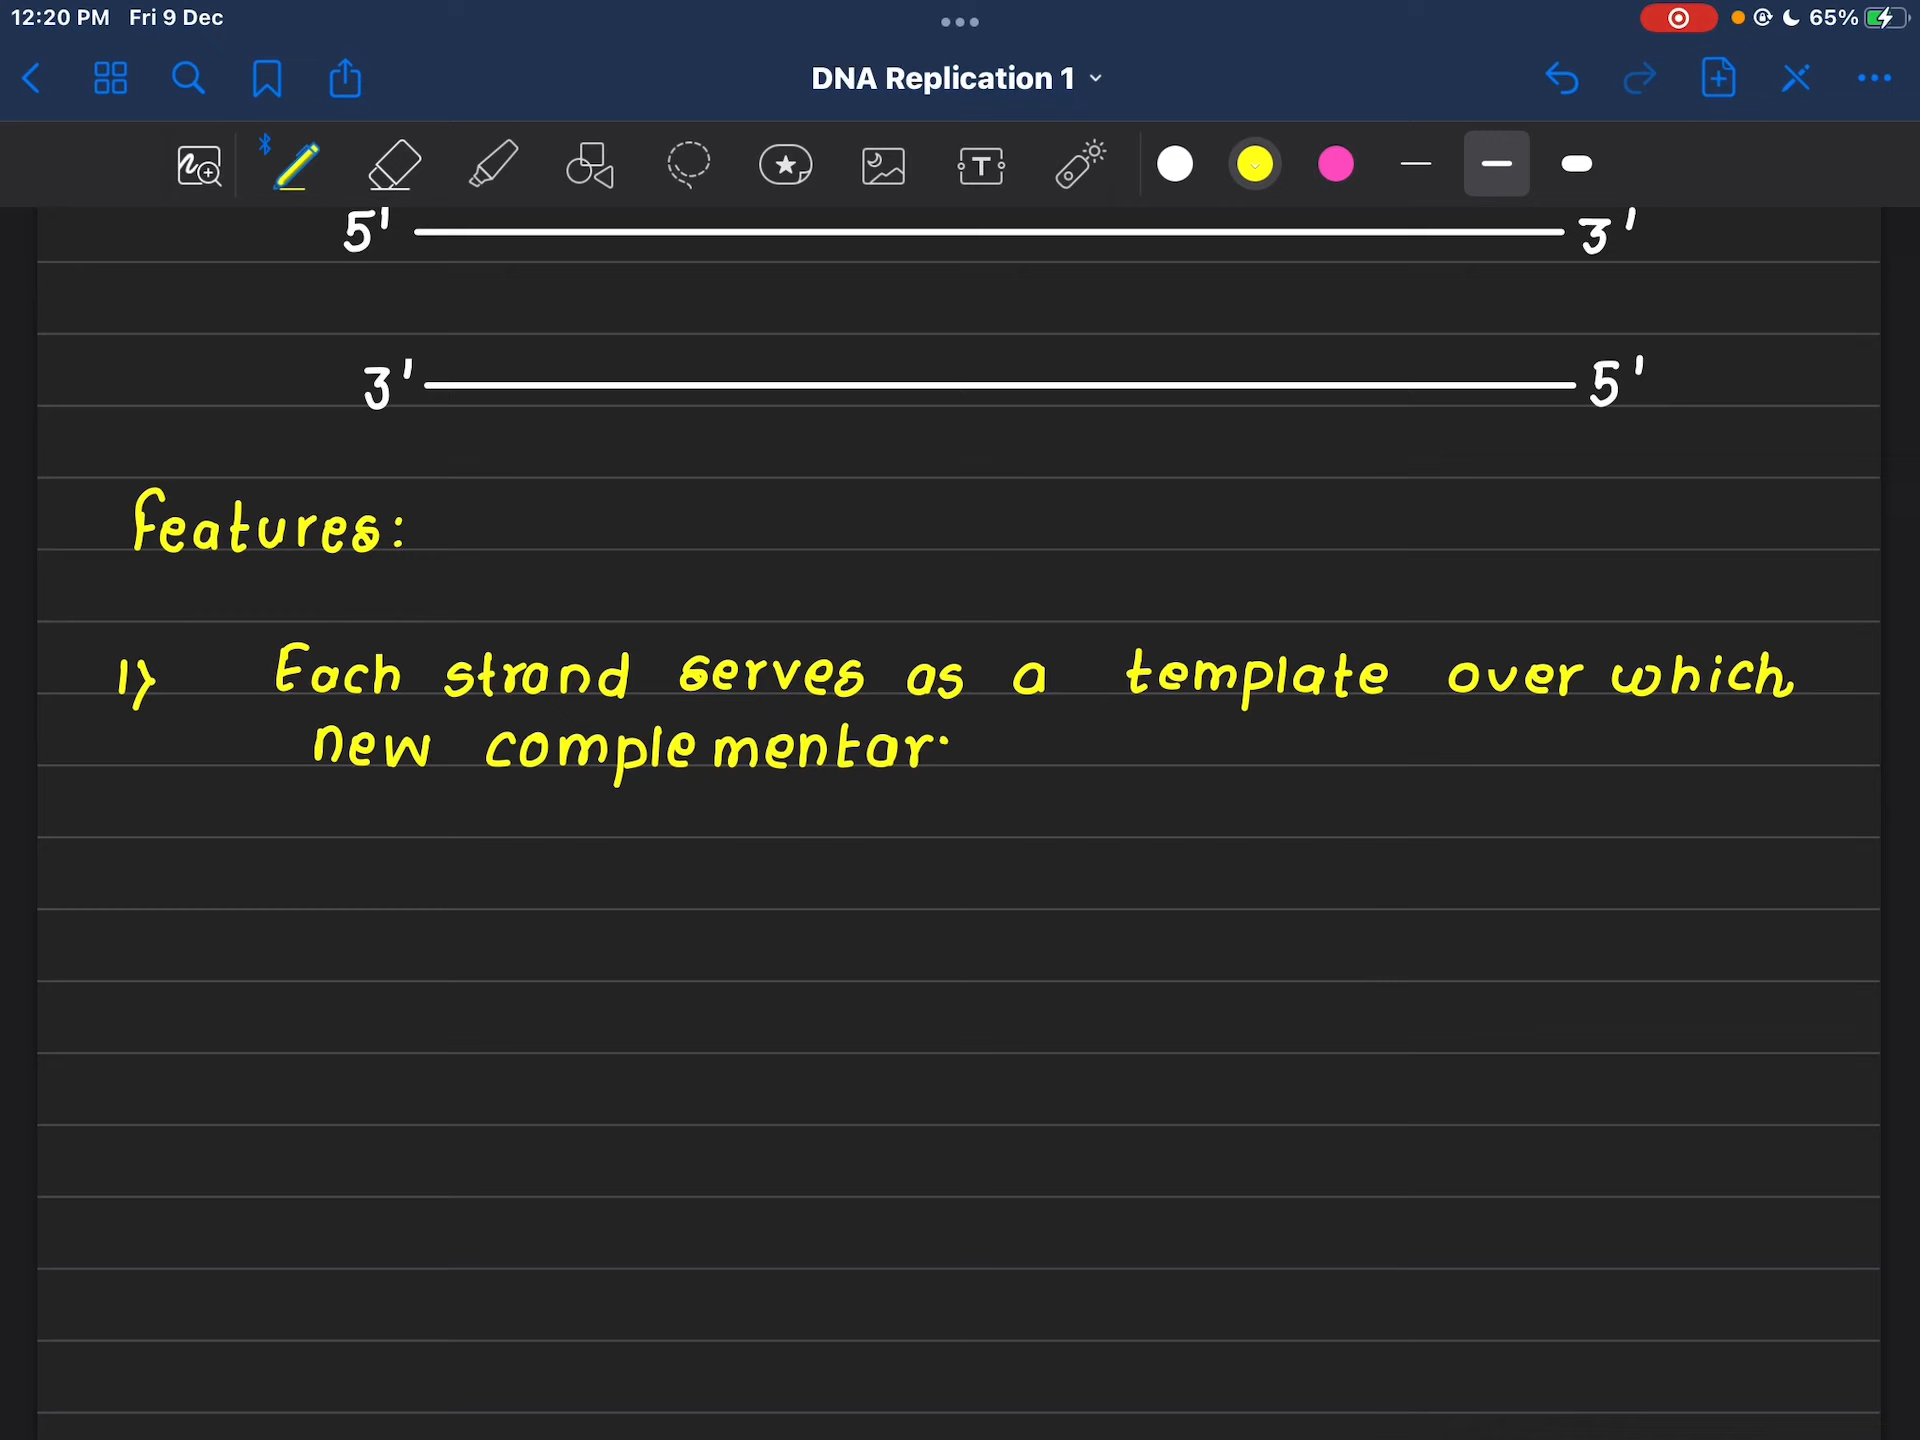 12:20 PM Fri 9 Dec
65%
DNA Replication 1
T
5' 3'
3' 5'
features:
1) Each strand serves as a template over which
new complementar